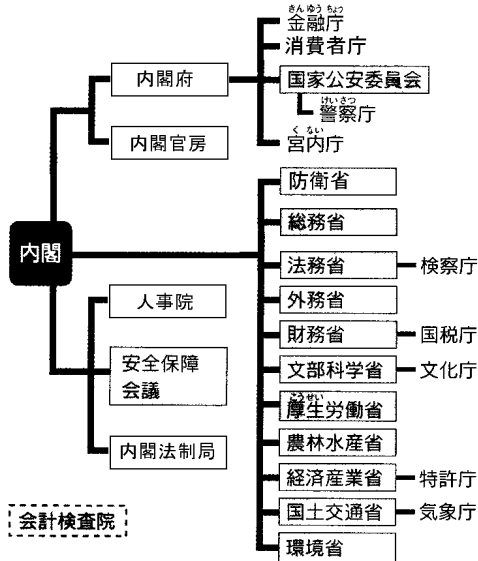 きんゆうちょう
金融庁
消費者庁
内閣府
国家公安委員会
けいさつ
警察庁
内閣官房
くない
宮内庁
防衛省
総務省
内閣
法務省
検察庁
人事院
外務省
財務省
国税庁
安全保障
会議
文部科学省
文化庁
こうせい
厚生労働省
内閣法制局
農林水産省
経済産業省
特許庁
会計検査院
国土交通省
気象庁
環境省